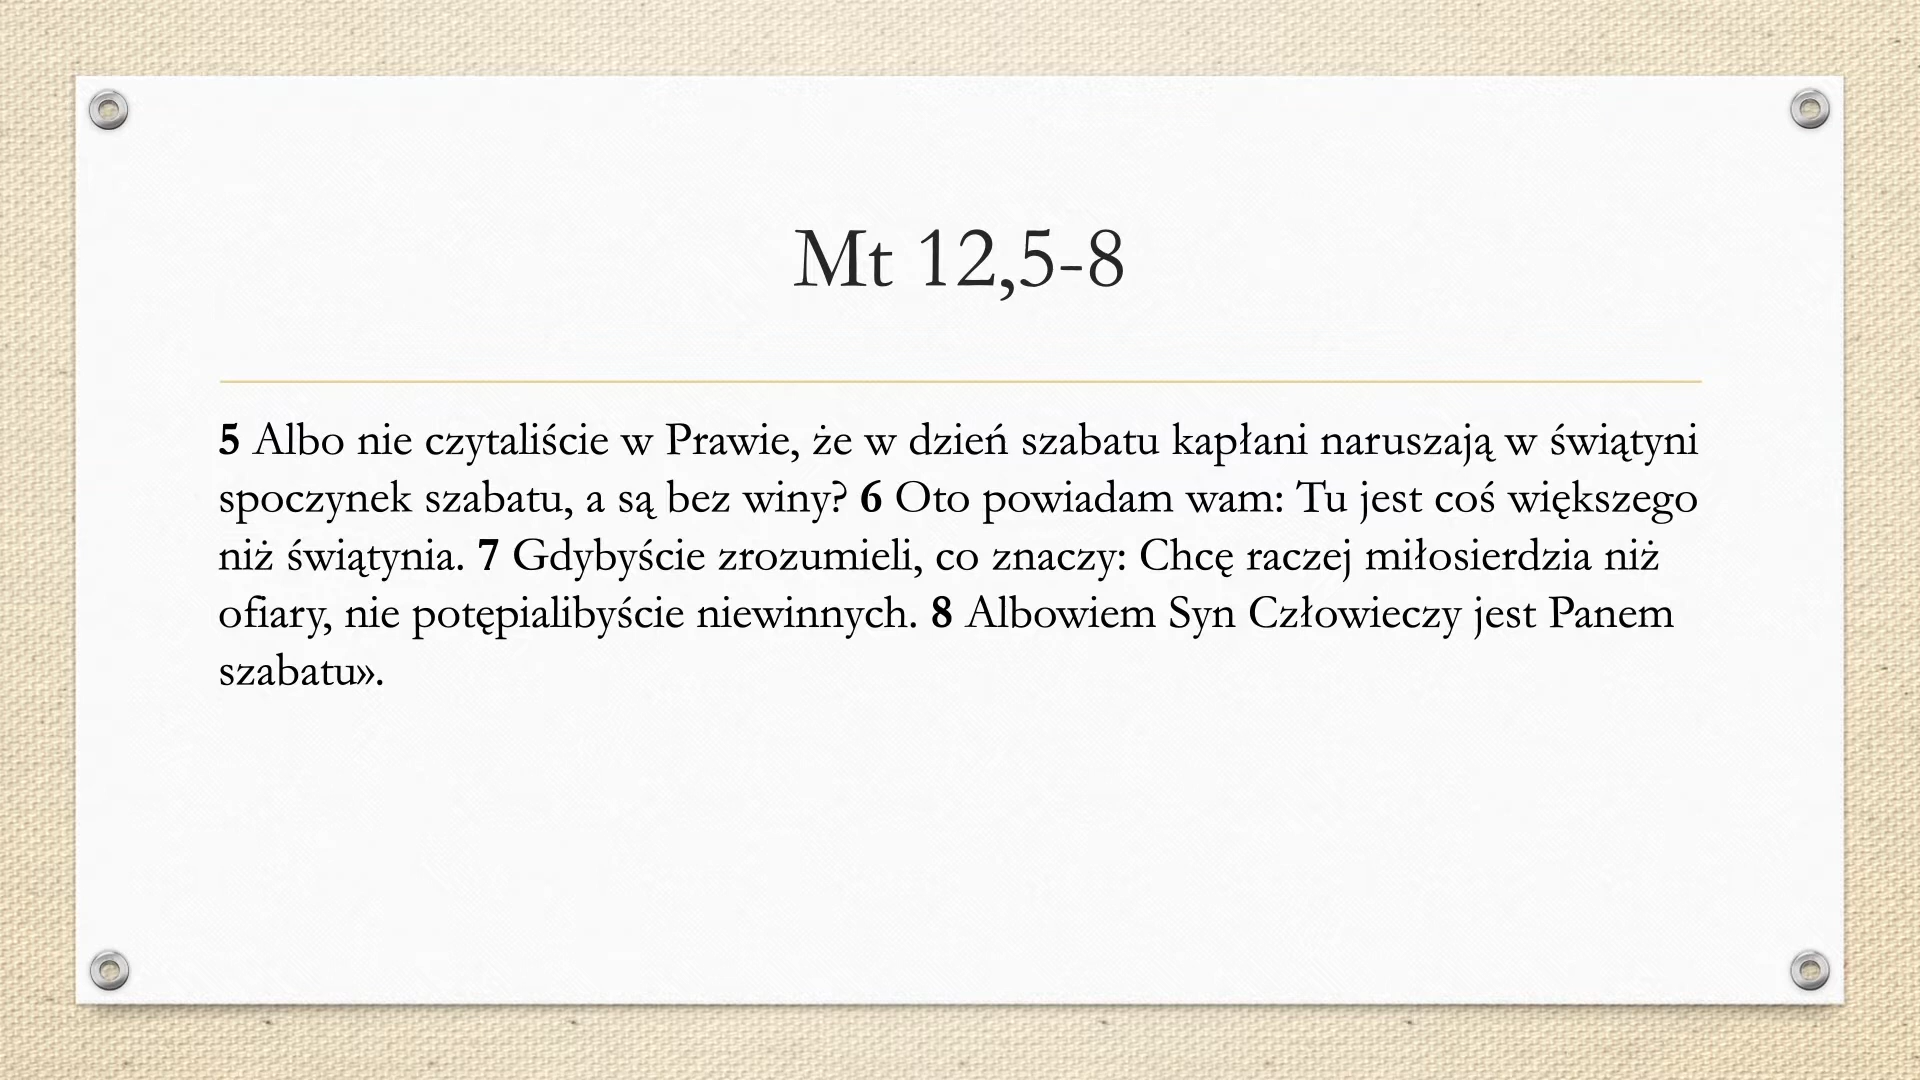 Mt 12,5-8
5 Albo nie czytaliście w Prawie, że w dzień szabatu kapłani naruszają w świątyni
spoczynek szabatu, a są bez winy? 6 Oto powiadam wam: Tu jest coś większego
niż świątynia. 7 Gdybyście zrozumieli, co znaczy: Chcę raczej miłosierdzia niż
ofiary, nie potępialibyście niewinnych. 8 Albowiem Syn Człowieczy jest Panem
szabatu».